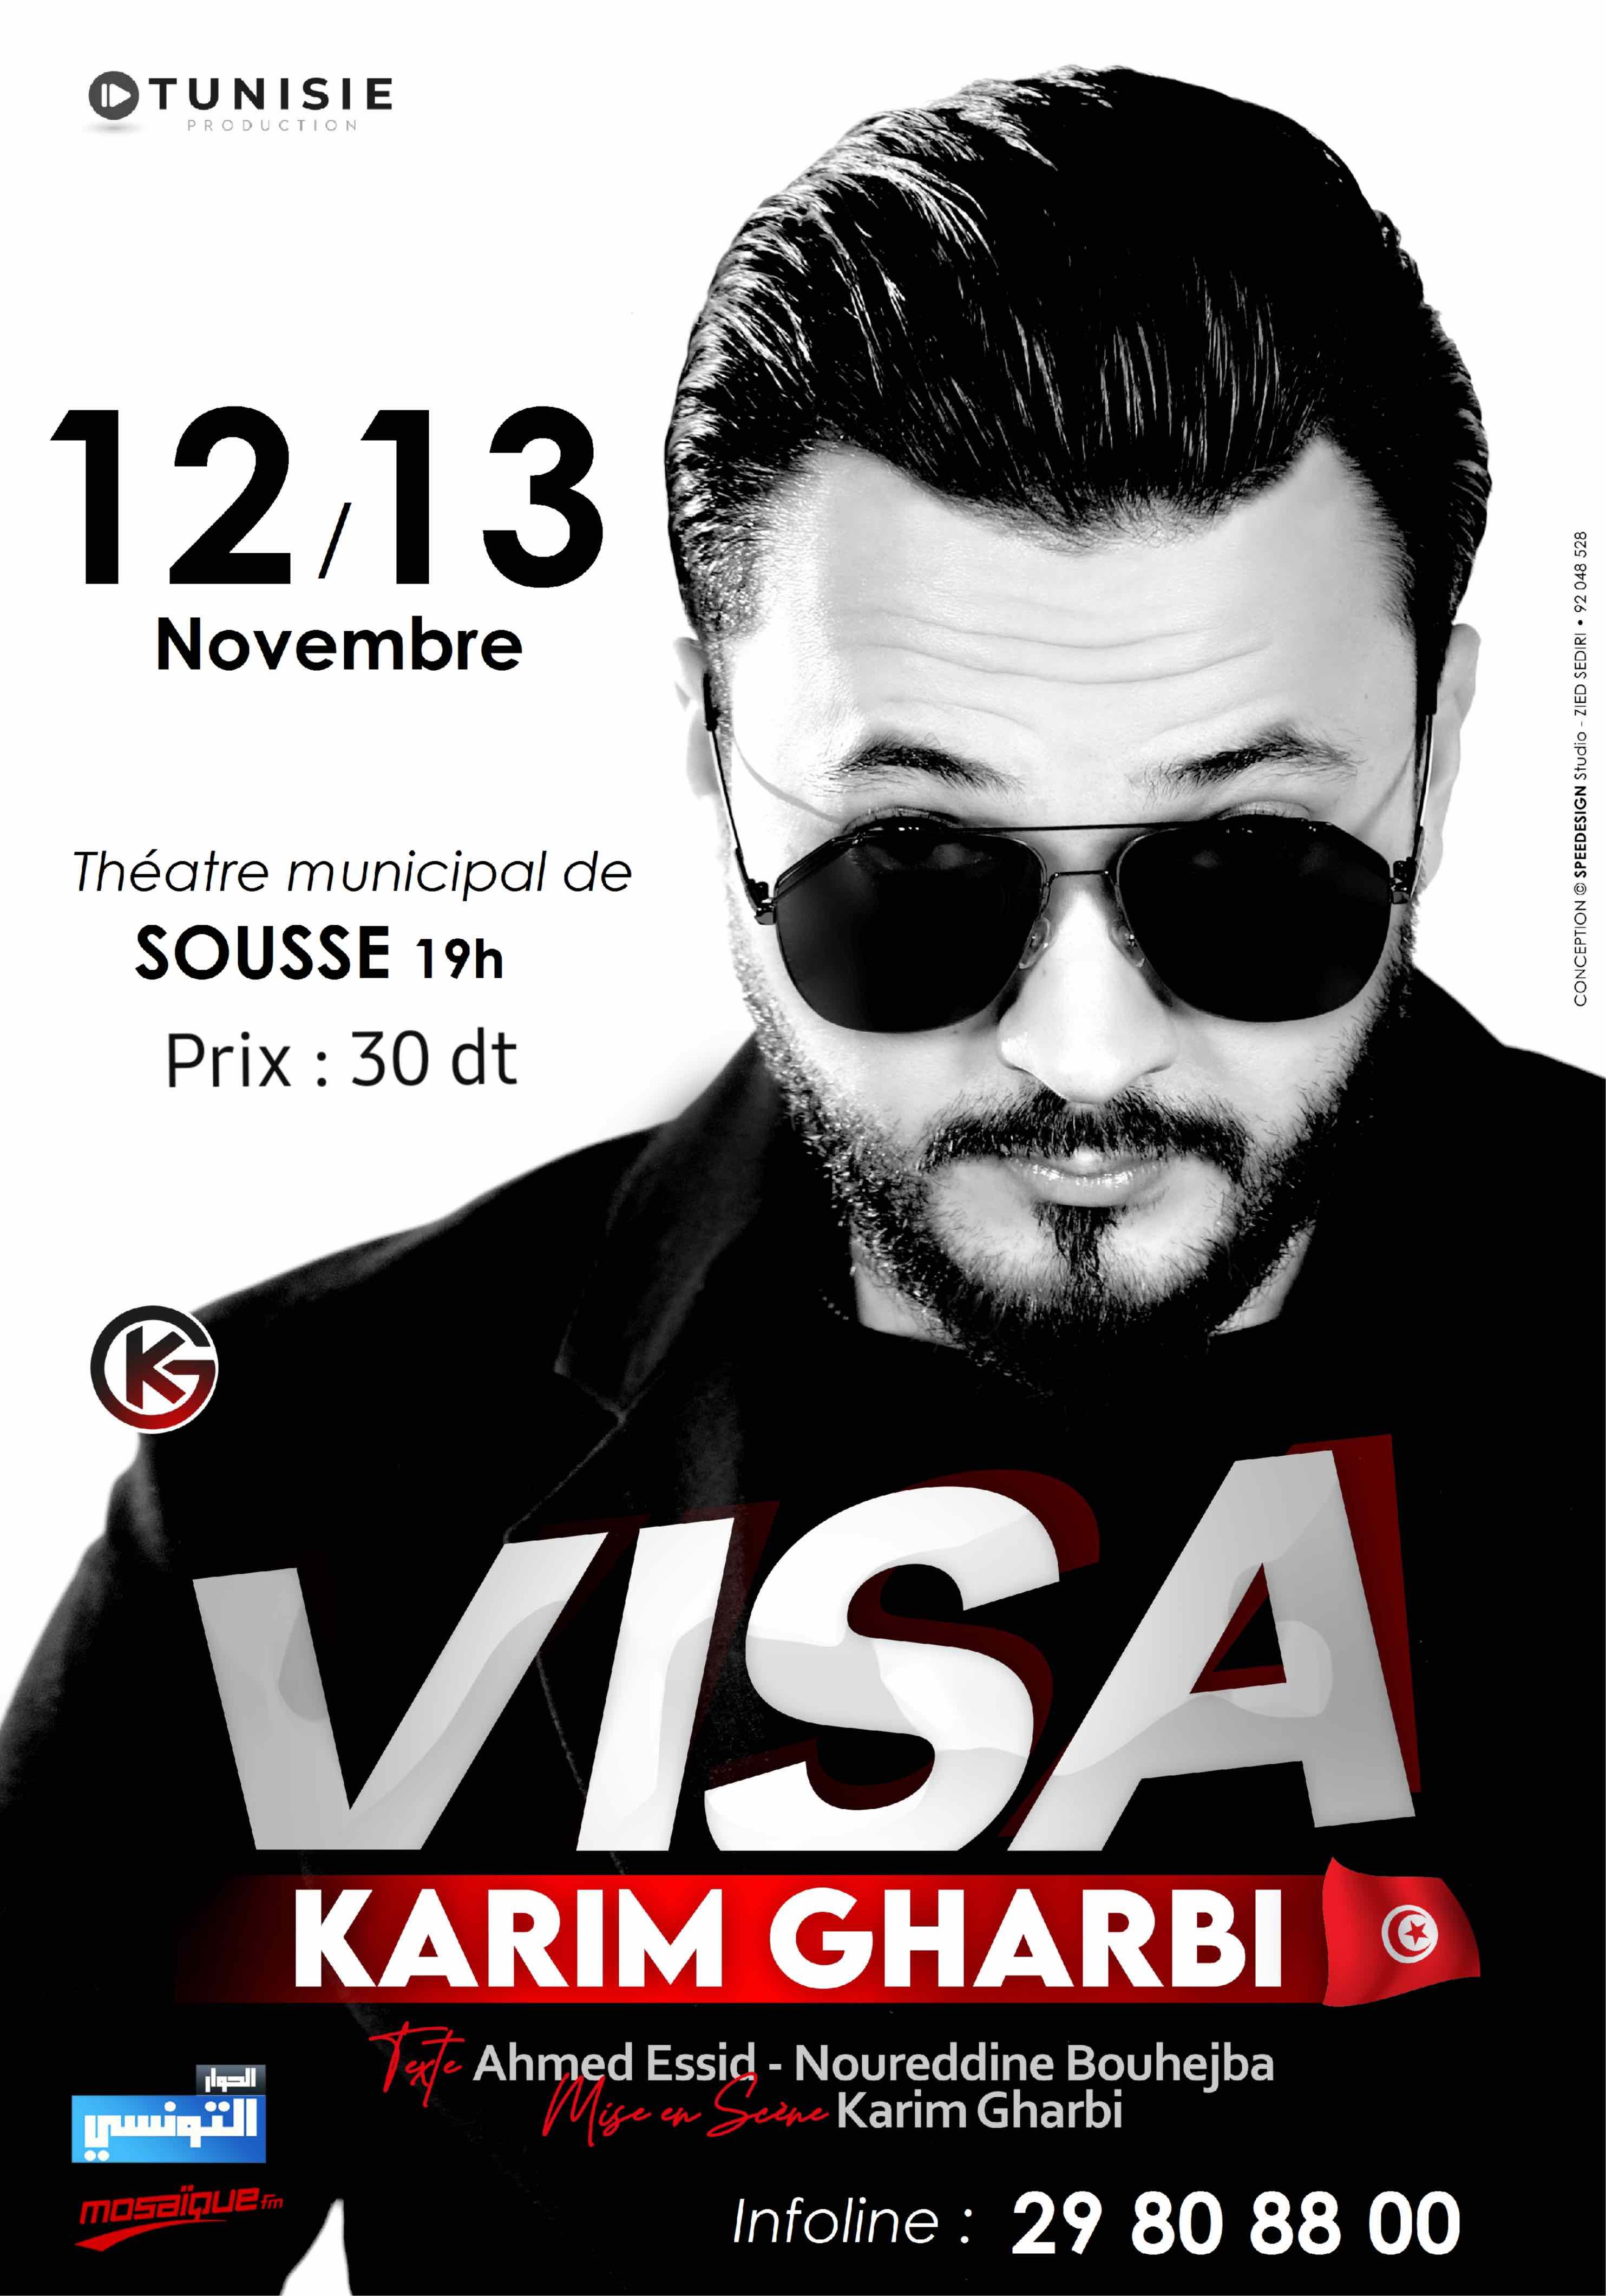 TUNISIE
PRODUCTION
12/13
Novembre
Théatre municipal de
SOUSSE 19h
Prix : 30 dt
CONCEPTION © SPEEDESIGN Studio - ZIED SEDIRI • 92 048 528
KG
VISA
KARIM GHARBI
Texte Ahmed Essid - Noureddine Bouhejba
Mise en Scène Karim Gharbi
الحوار
التونسي
mosaïque fm
Infoline : 29 80 88 00